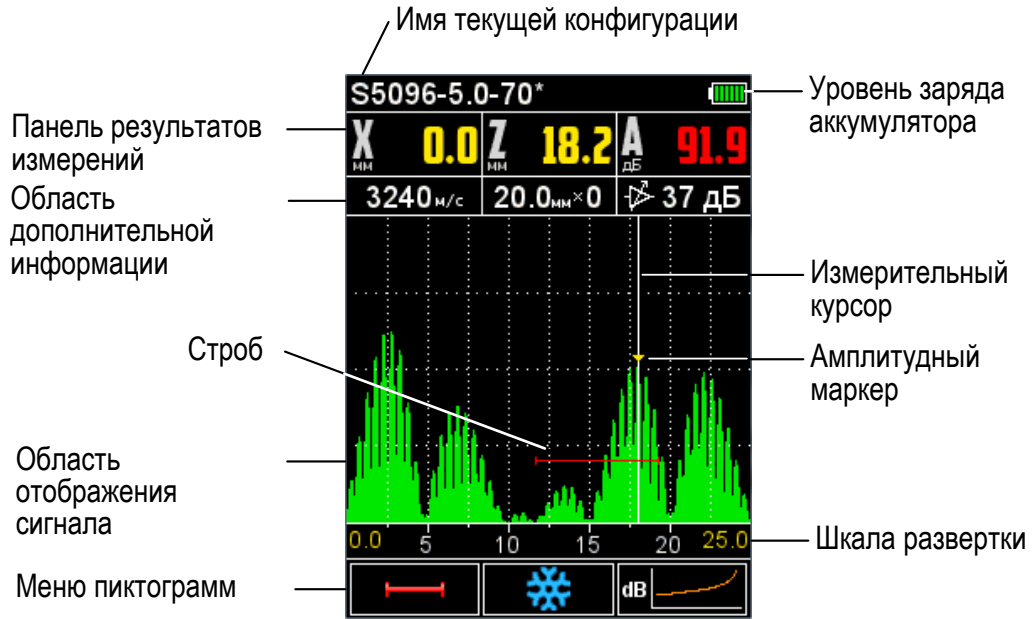 Имя текущей конфигурации
S5096-5.0-70*
Уровень заряда
аккумулятора
Панель результатов
измерений
X мм 0.0 Z мм 18.2 А дБ 91.9
Область
дополнительной
информации
3240 м/с 20.0мм×0 37 дБ
Измерительный
курсор
Строб
Амплитудный
маркер
Область
отображения
сигнала
0.0 5 10 15 20 25.0
Шкала развертки
Меню пиктограмм
dB